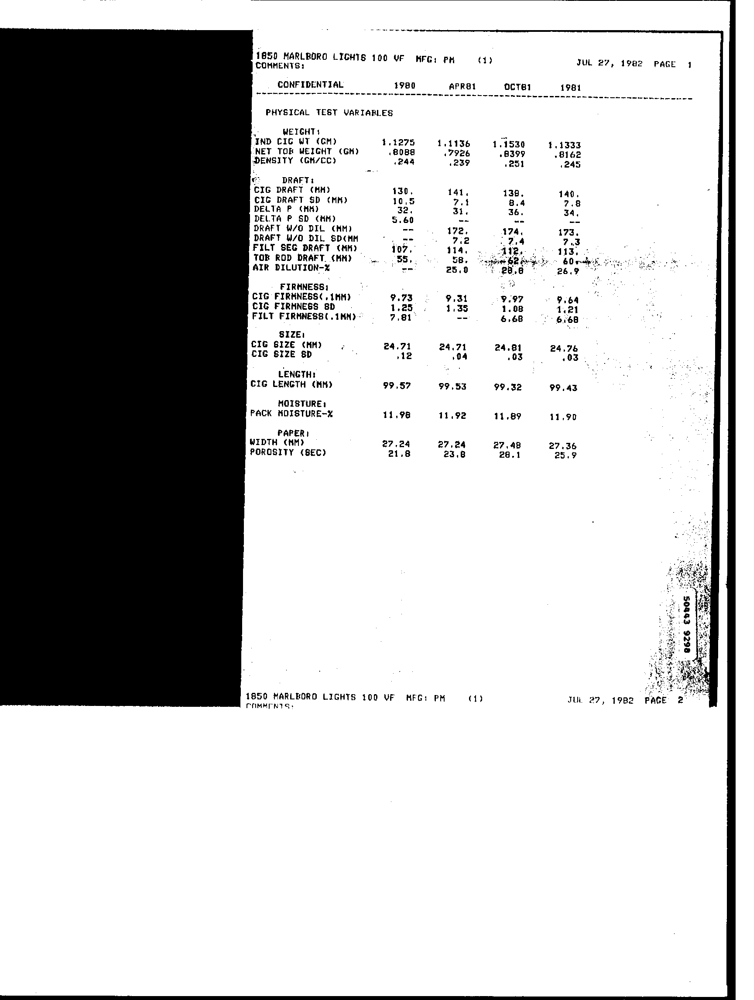 1850 MARLBORO LIGHTS 100 VF MFG: PM (1) JUL 27, 1982 PAGE 1
COMMENTS:
CONFIDENTIAL 1980 APR81 OCT81 1981
PHYSICAL TEST VARIABLES
WEIGHT:
IND CIG WT (GM) 1.1275 1.1136 1.1530 1.1333
NET TOB WEIGHT (GM) .8088 .7926 .8399 .8162
DENSITY (GM/CC) .244 .239 .251 .245
DRAFT:
CIG DRAFT (MM) 130. 141. 138. 140.
CIG DRAFT SD (MM) 10.5 7.1 8.4 7.8
DELTA P (MM) 32. 31. 36. 34.
DELTA P SD (MM) 5.60 -- -- --
DRAFT W/O DIL (MM) -- 172. 174. 173.
DRAFT W/O DIL SD(MM -- 7.2 7.4 7.3
FILT SEG DRAFT (MM) 107. 114. 112. 113.
TOB ROD DRAFT (MM) 55. 58. 62. 60.
AIR DILUTION-% -- 25.0 28.8 26.9
FIRMNESS:
CIG FIRMNESS(.1MM) 9.73 9.31 9.97 9.64
CIG FIRMNESS SD 1.25 1.35 1.08 1.21
FILT FIRMNESS(.1MM) 7.81 -- 6.68 6.68
SIZE:
CIG SIZE (MM) 24.71 24.71 24.81 24.76
CIG SIZE SD .12 .04 .03 .03
LENGTH:
CIG LENGTH (MM) 99.57 99.53 99.32 99.43
MOISTURE:
PACK MOISTURE-% 11.98 11.92 11.89 11.90
PAPER:
WIDTH (MM) 27.24 27.24 27.48 27.36
POROSITY (SEC) 21.8 23.8 28.1 25.9
50443 9298
1850 MARLBORO LIGHTS 100 VF MFG: PM (1) JUL 27, 1982 PAGE 2
COMMENTS: